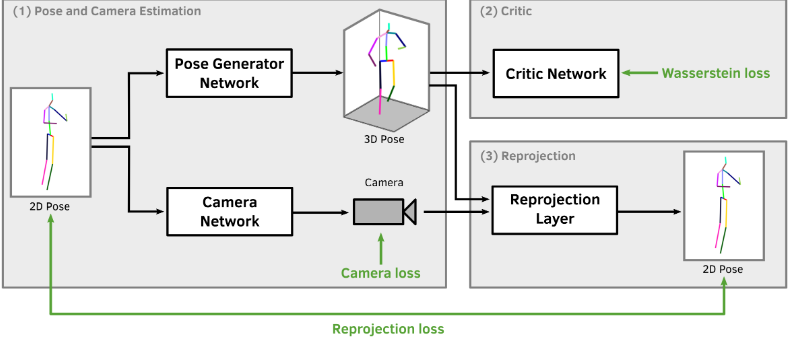 (1) Pose and Camera Estimation
Pose Generator
Network
3D Pose
2D Pose
Camera
Network
Camera
Camera loss
(2) Critic
Critic Network
Wasserstein loss
(3) Reprojection
Reprojection
Layer
2D Pose
Reprojection loss